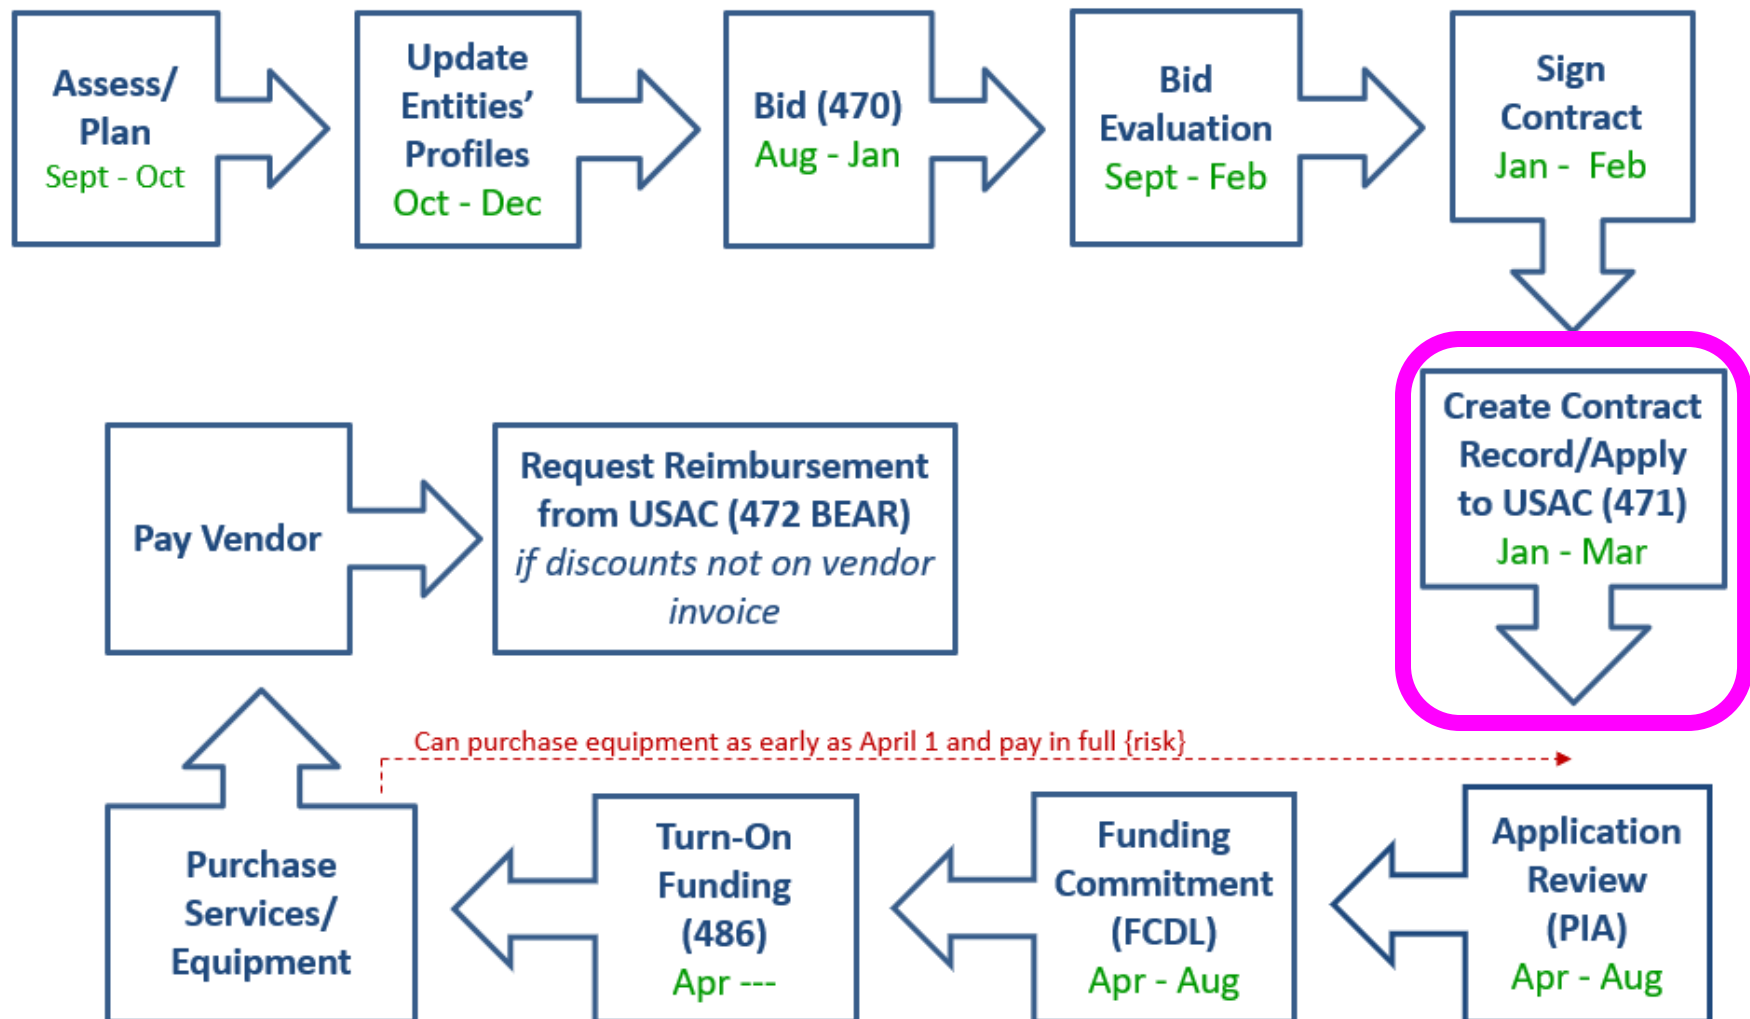 Assess/
Plan
Sept - Oct
Update
Entities’
Profiles
Oct - Dec
Bid (470)
Aug - Jan
Bid
Evaluation
Sept - Feb
Sign
Contract
Jan -  Feb
Create Contract
Record/Apply
to USAC (471)
Jan - Mar
Application
Review
(PIA)
Apr - Aug
Funding
Commitment
(FCDL)
Apr - Aug
Turn-On
Funding
(486)
Apr ---
Can purchase equipment as early as April 1 and pay in full {risk}
Purchase
Services/
Equipment
Pay Vendor
Request Reimbursement
from USAC (472 BEAR)
if discounts not on vendor
invoice